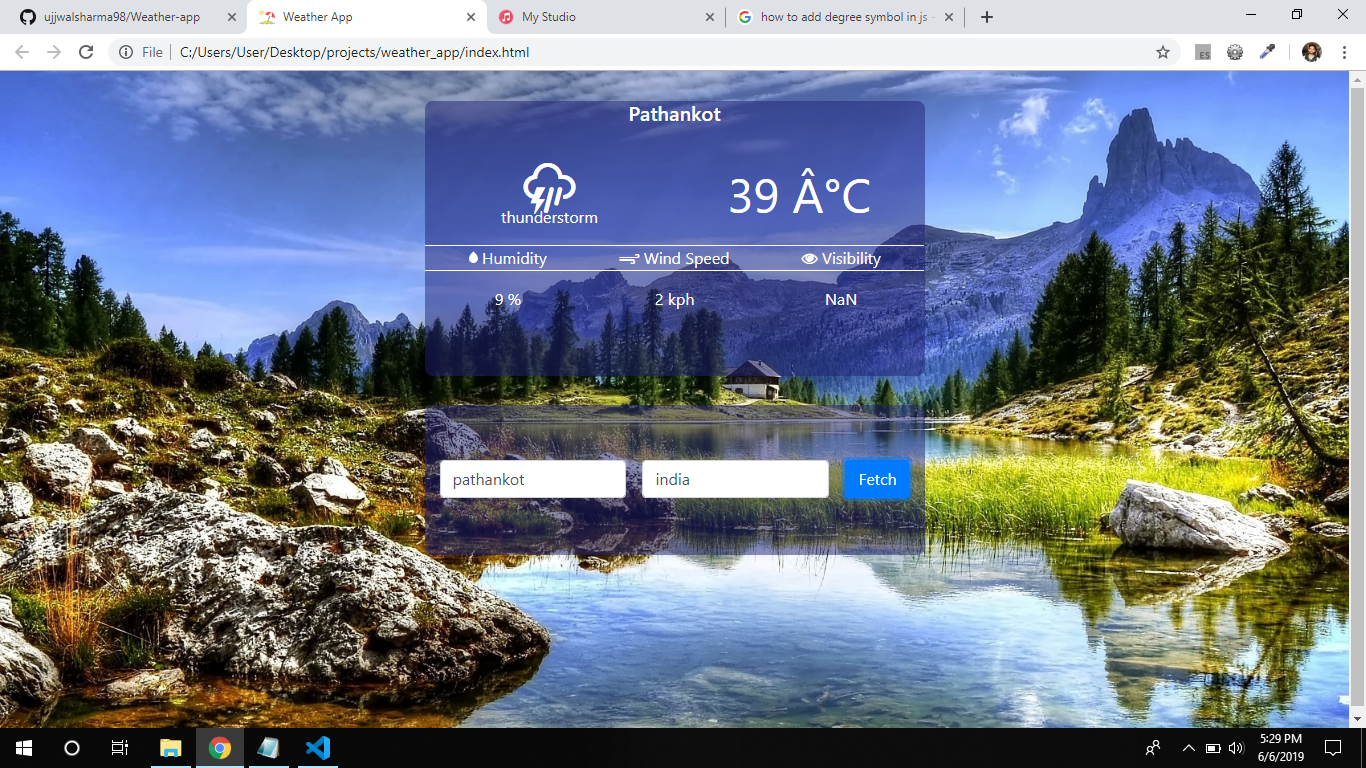 ujjwalsharma98/Weather-app
Weather App
My Studio
how to add degree symbol in js -
File
C:/Users/User/Desktop/projects/weather_app/index.html
ES
Pathankot
thunderstorm
39 Â°C
Humidity
Wind Speed
Visibility
9 %
2 kph
NaN
pathankot
india
Fetch
5:29 PM
6/6/2019